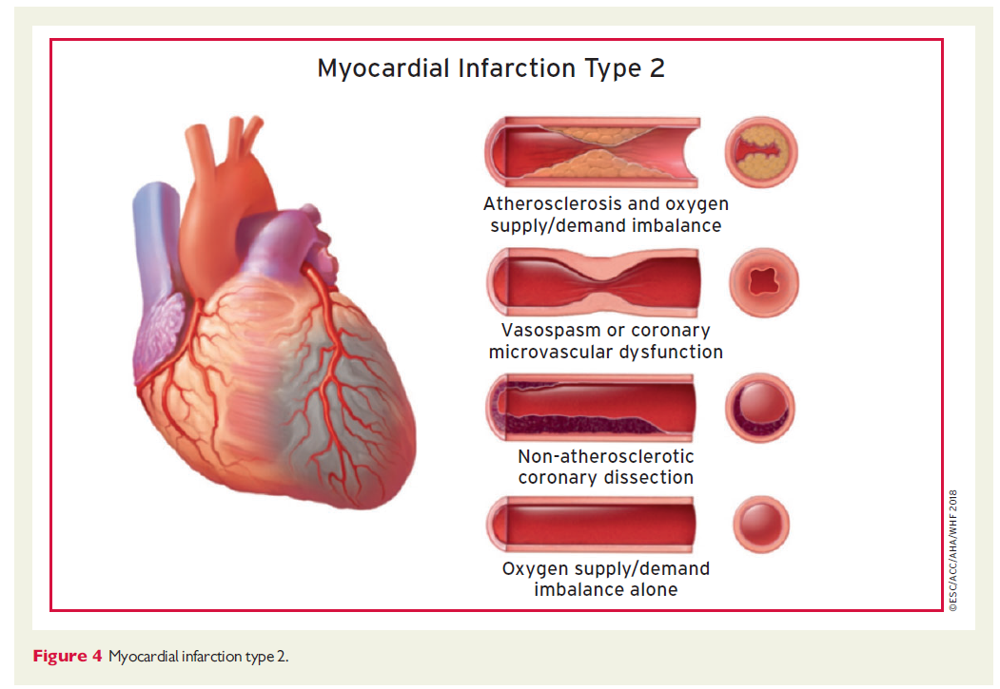 Myocardial Infarction Type 2
Atherosclerosis and oxygen
supply/demand imbalance
Vasospasm or coronary
microvascular dysfunction
Non-atherosclerotic
coronary dissection
Oxygen supply/demand
imbalance alone
©ESC/ACC/AHA/WHF 2018
Figure 4 Myocardial infarction type 2.